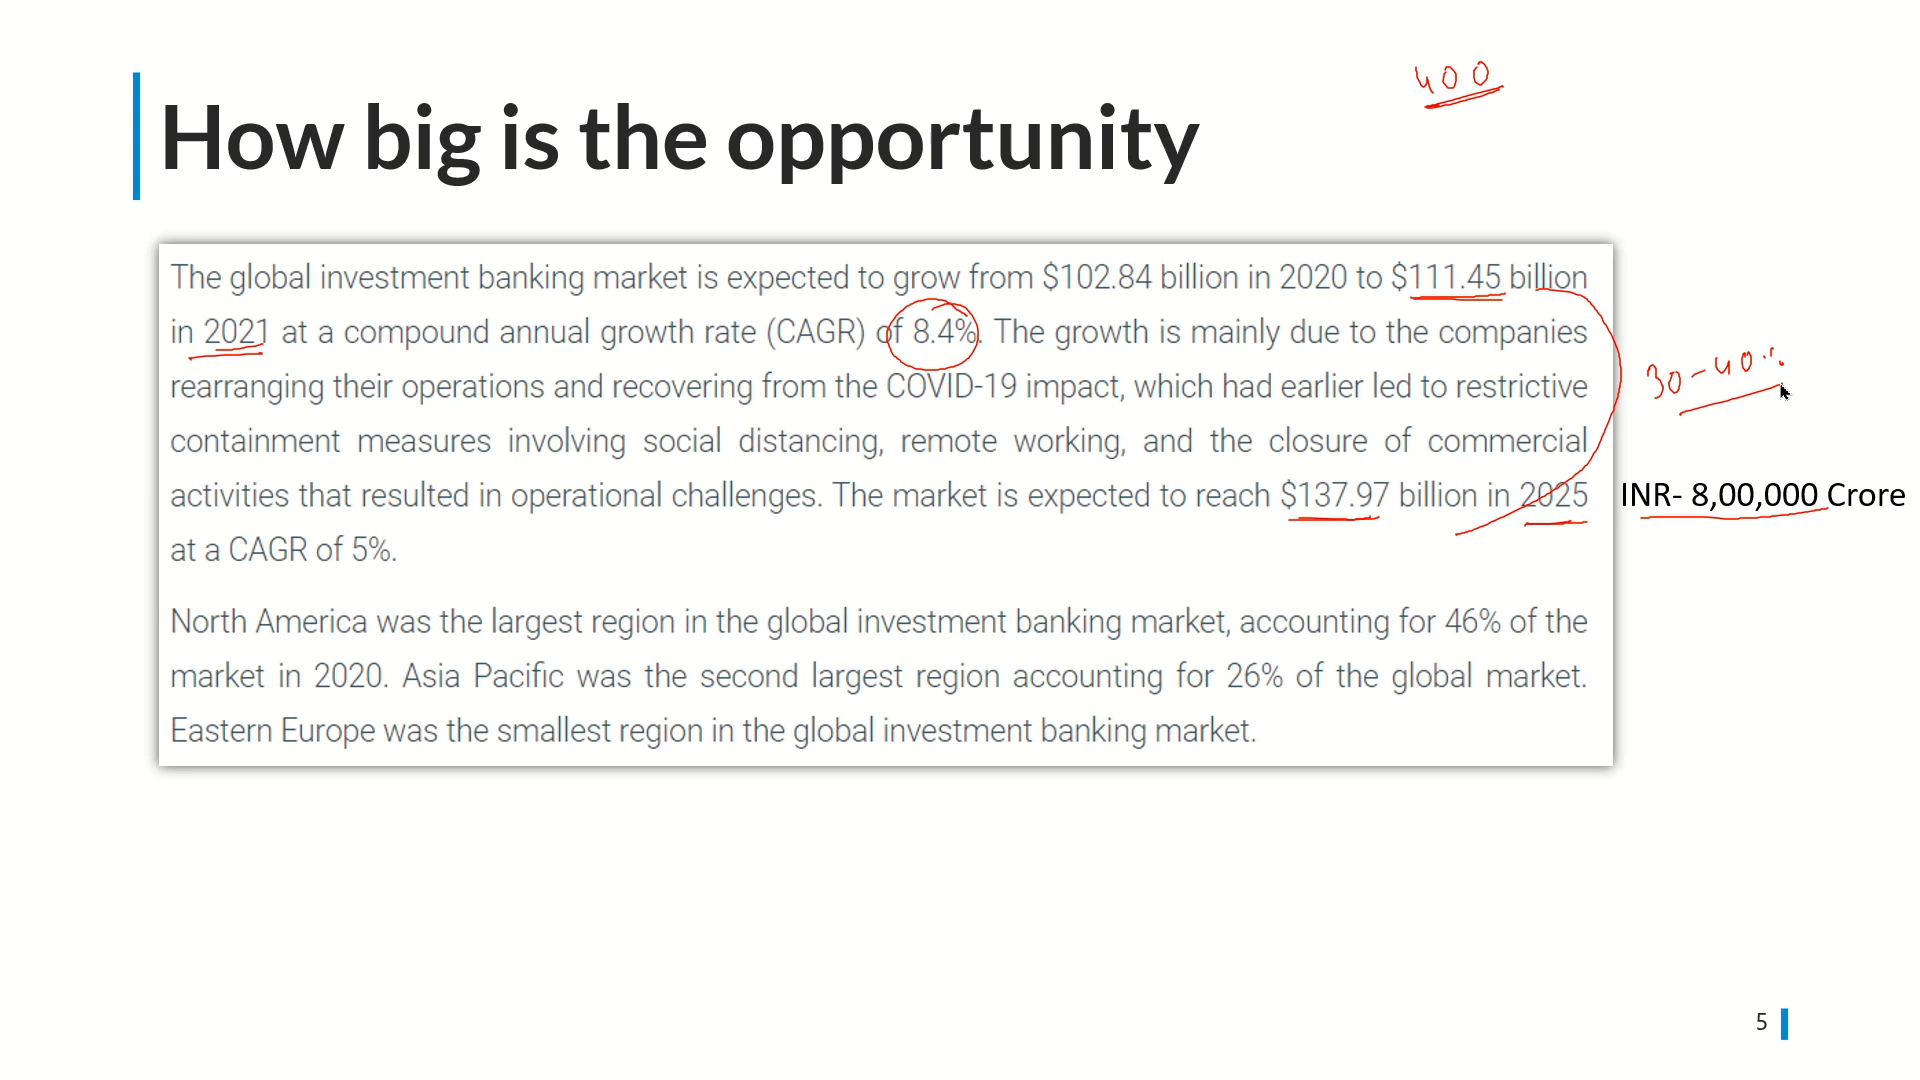 400
How big is the opportunity
The global investment banking market is expected to grow from $102.84 billion in 2020 to $111.45 billion
in 2021 at a compound annual growth rate (CAGR) of 8.4%. The growth is mainly due to the companies
rearranging their operations and recovering from the COVID-19 impact, which had earlier led to restrictive
containment measures involving social distancing, remote working, and the closure of commercial
activities that resulted in operational challenges. The market is expected to reach $137.97 billion in 2025
at a CAGR of 5%.
30-40%
INR- 8,00,000 Crore
North America was the largest region in the global investment banking market, accounting for 46% of the
market in 2020. Asia Pacific was the second largest region accounting for 26% of the global market.
Eastern Europe was the smallest region in the global investment banking market.
5